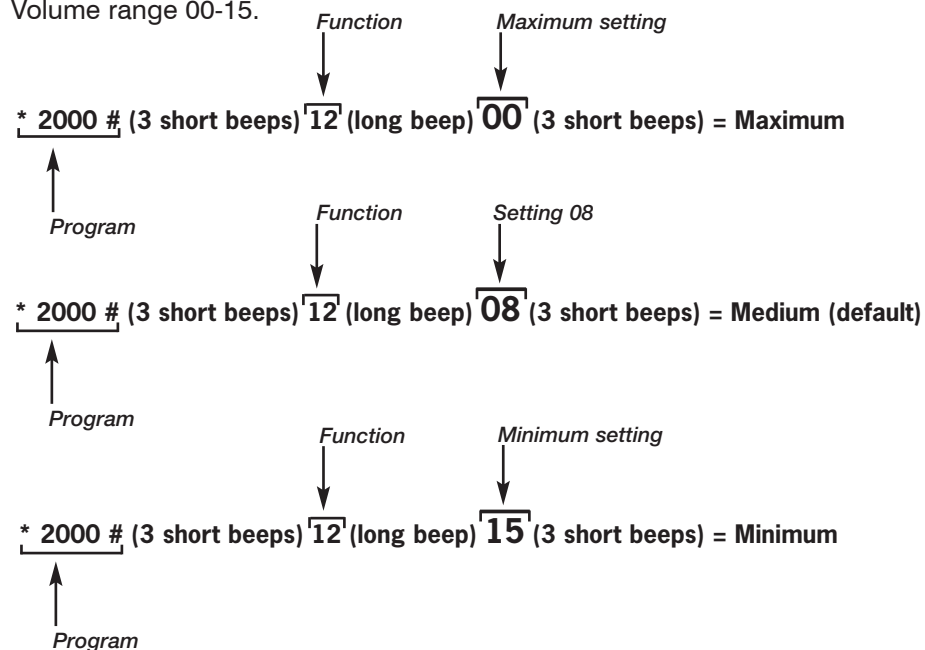 Volume range 00-15.
Function Maximum setting
* 2000 # (3 short beeps) 12 (long beep) 00 (3 short beeps) = Maximum
Program
Function Setting 08
* 2000 # (3 short beeps) 12 (long beep) 08 (3 short beeps) = Medium (default)
Program
Function Minimum setting
* 2000 # (3 short beeps) 12 (long beep) 15 (3 short beeps) = Minimum
Program